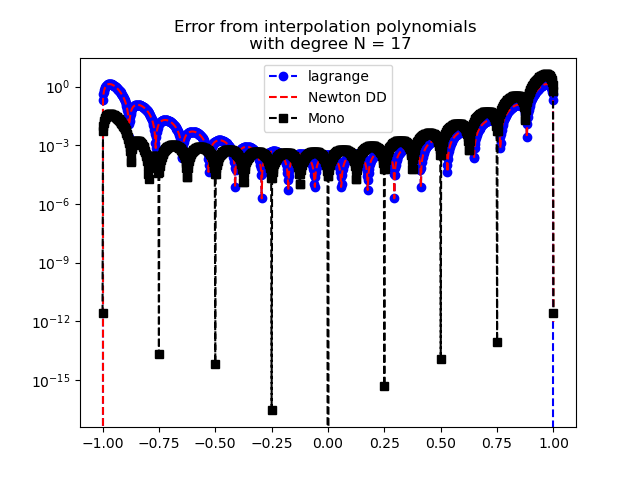 Error from interpolation polynomials
with degree N = 17
lagrange
Newton DD
Mono
10⁰
10⁻³
10⁻⁶
10⁻⁹
10⁻¹²
10⁻¹⁵
−1.00 −0.75 −0.50 −0.25 0.00 0.25 0.50 0.75 1.00